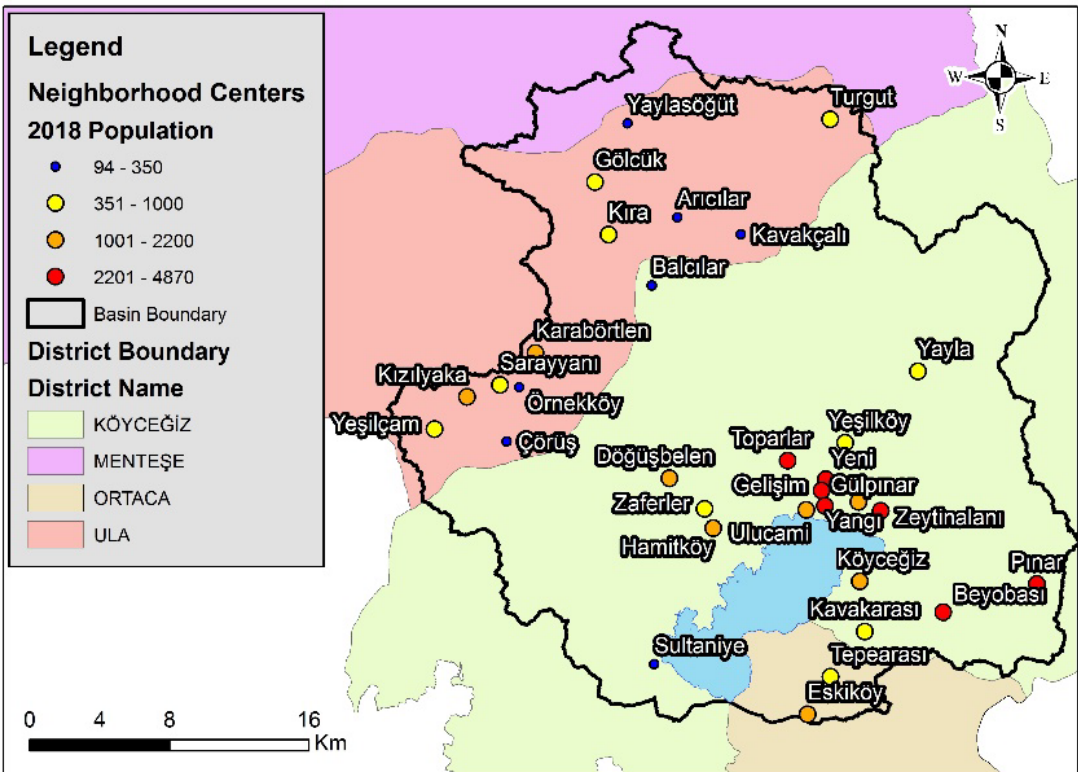 Legend
Neighborhood Centers
2018 Population
94 - 350
351 - 1000
1001 - 2200
2201 - 4870
Basin Boundary
District Boundary
District Name
KÖYCEĞİZ
MENTEŞE
ORTACA
ULA
N
W E
S
Yaylasöğüt
Turgut
Gölcük
Arıcılar
Kıra
Kavakçalı
Balcılar
Karabörtlen
Sarayyanı
Kızılyaka
Örnekköy
Yayla
Yeşilçam
Çörüş
Yeşilköy
Toparlar
Yeni
Döğüşbelen
Gelişim
Gülpınar
Zaferler
Yangı
Zeytinalanı
Ulucami
Hamitköy
Köyceğiz
Pınar
Beyobası
Kavakarası
Sultaniye
Tepearası
Eskiköy
0 4 8 16
Km